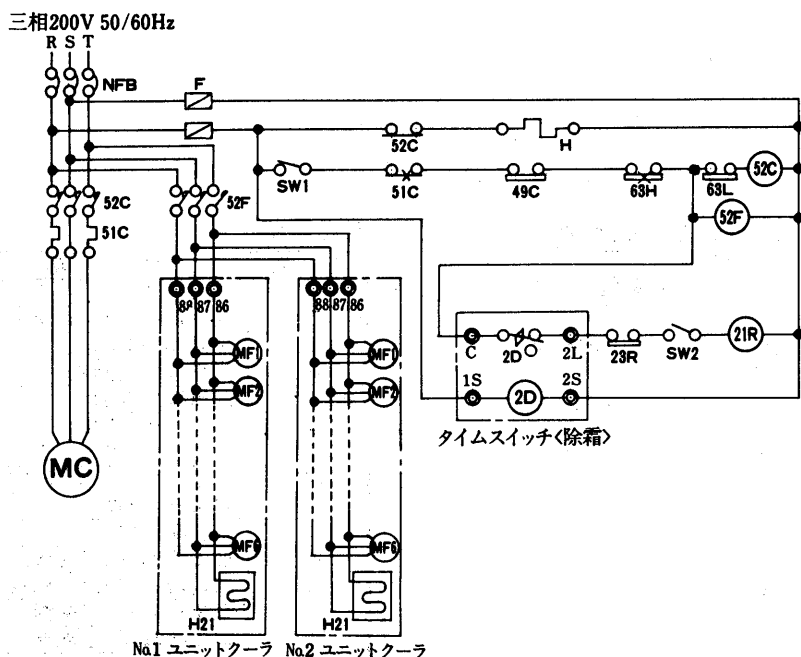 三相200V 50/60Hz
R S T
NFB
F
52C
H
SW1
51C
49C
63H
63L
52C
52F
52C
51C
52F
88 87 86
88 87 86
MF1
MF1
MF2
MF2
C
2D
2L
23R
SW2
21R
1S
2D
2S
タイムスイッチ<除霜>
MC
MF6
MF6
H21
H21
No.1 ユニットクーラ
No.2 ユニットクーラ